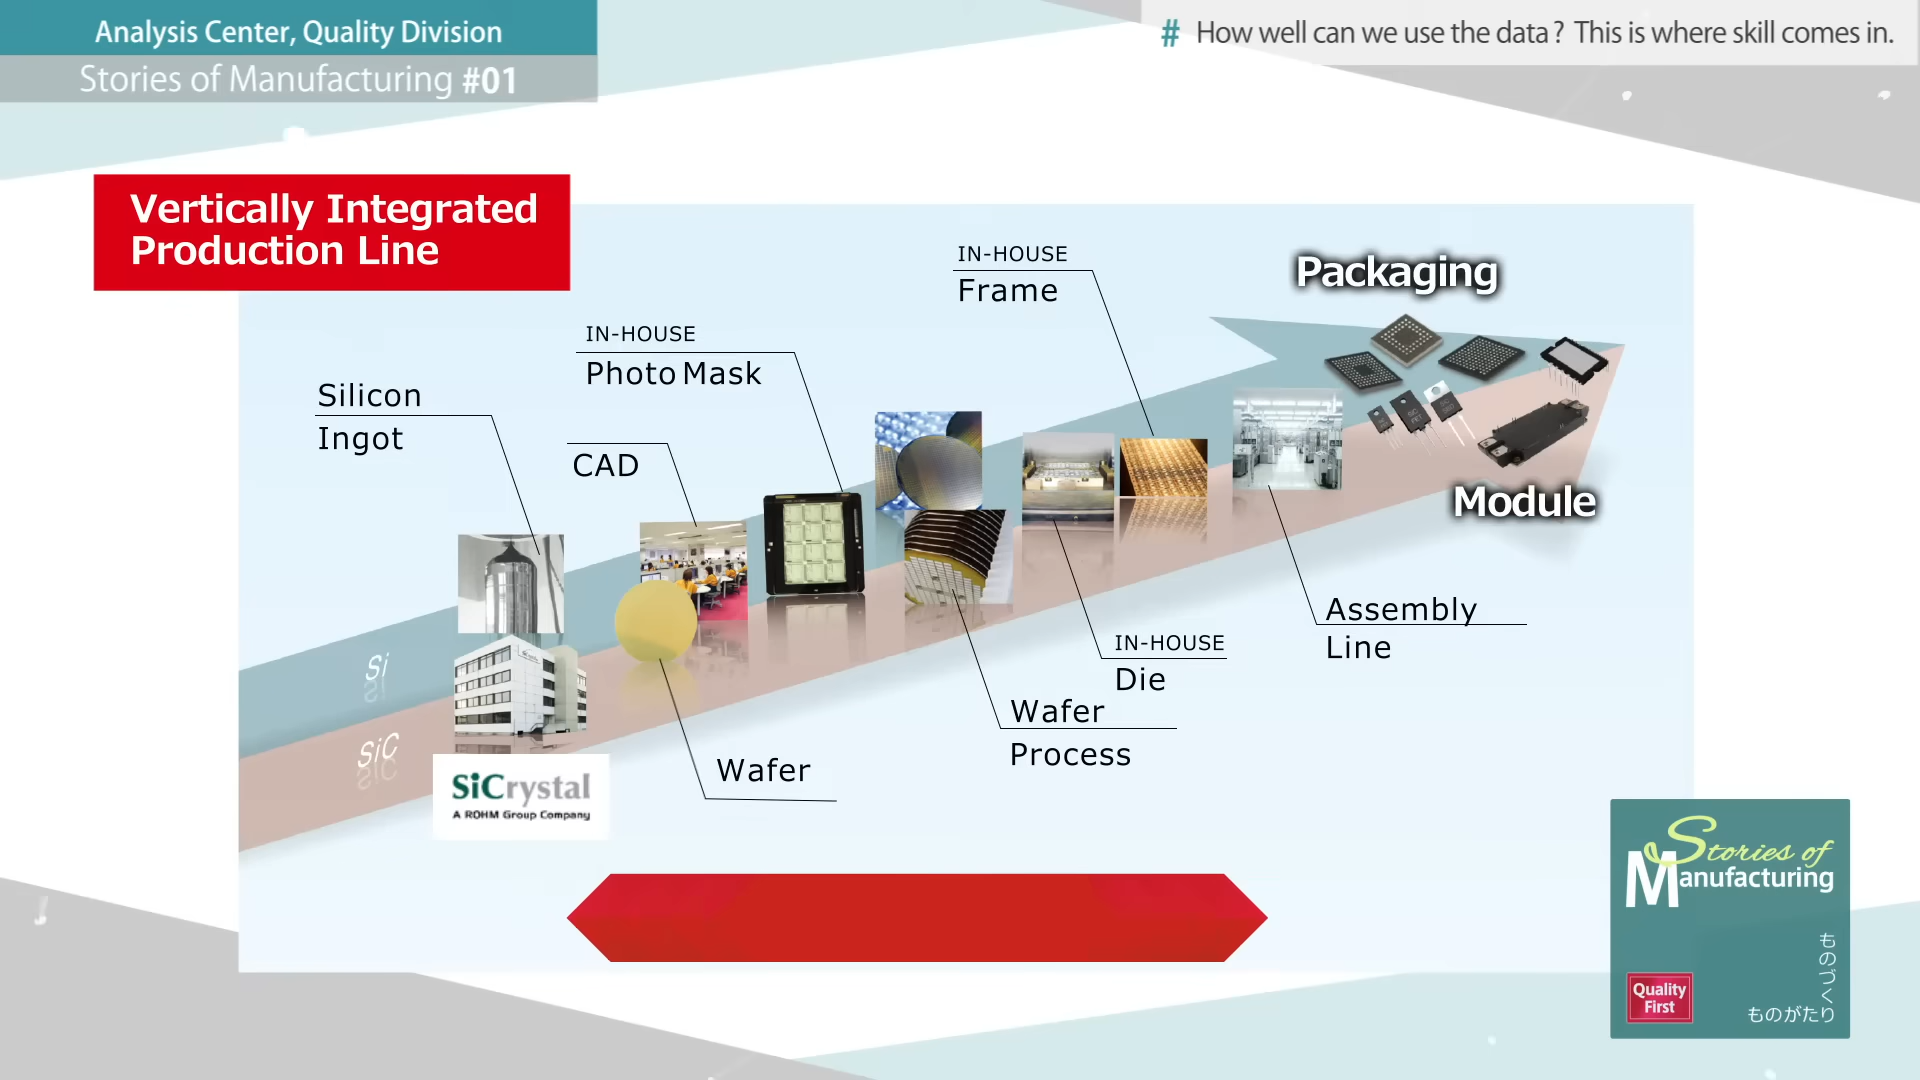 Analysis Center, Quality Division
Stories of Manufacturing #01
# How well can we use the data? This is where skill comes in.
Vertically Integrated
Production Line
Silicon
Ingot
IN-HOUSE
Photo Mask
CAD
IN-HOUSE
Frame
Packaging
Module
Si
SiC
SiCrystal
A ROHM Group Company
Wafer
Wafer
Process
IN-HOUSE
Die
Assembly
Line
Stories of
Manufacturing
ものづくり
ものがたり
Quality
First